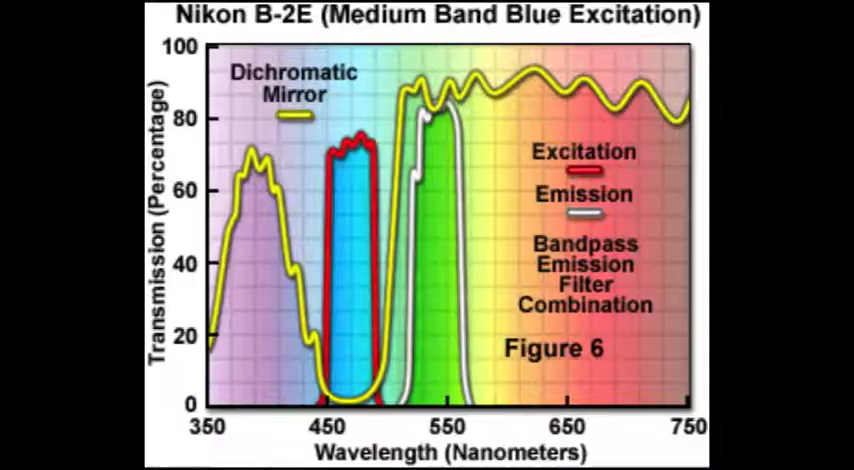 Nikon B-2E (Medium Band Blue Excitation)
100
80
60
40
20
0
Transmission (Percentage)
Dichromatic
Mirror
Excitation
Emission
Bandpass
Emission
Filter
Combination
Figure 6
350 450 550 650 750
Wavelength (Nanometers)